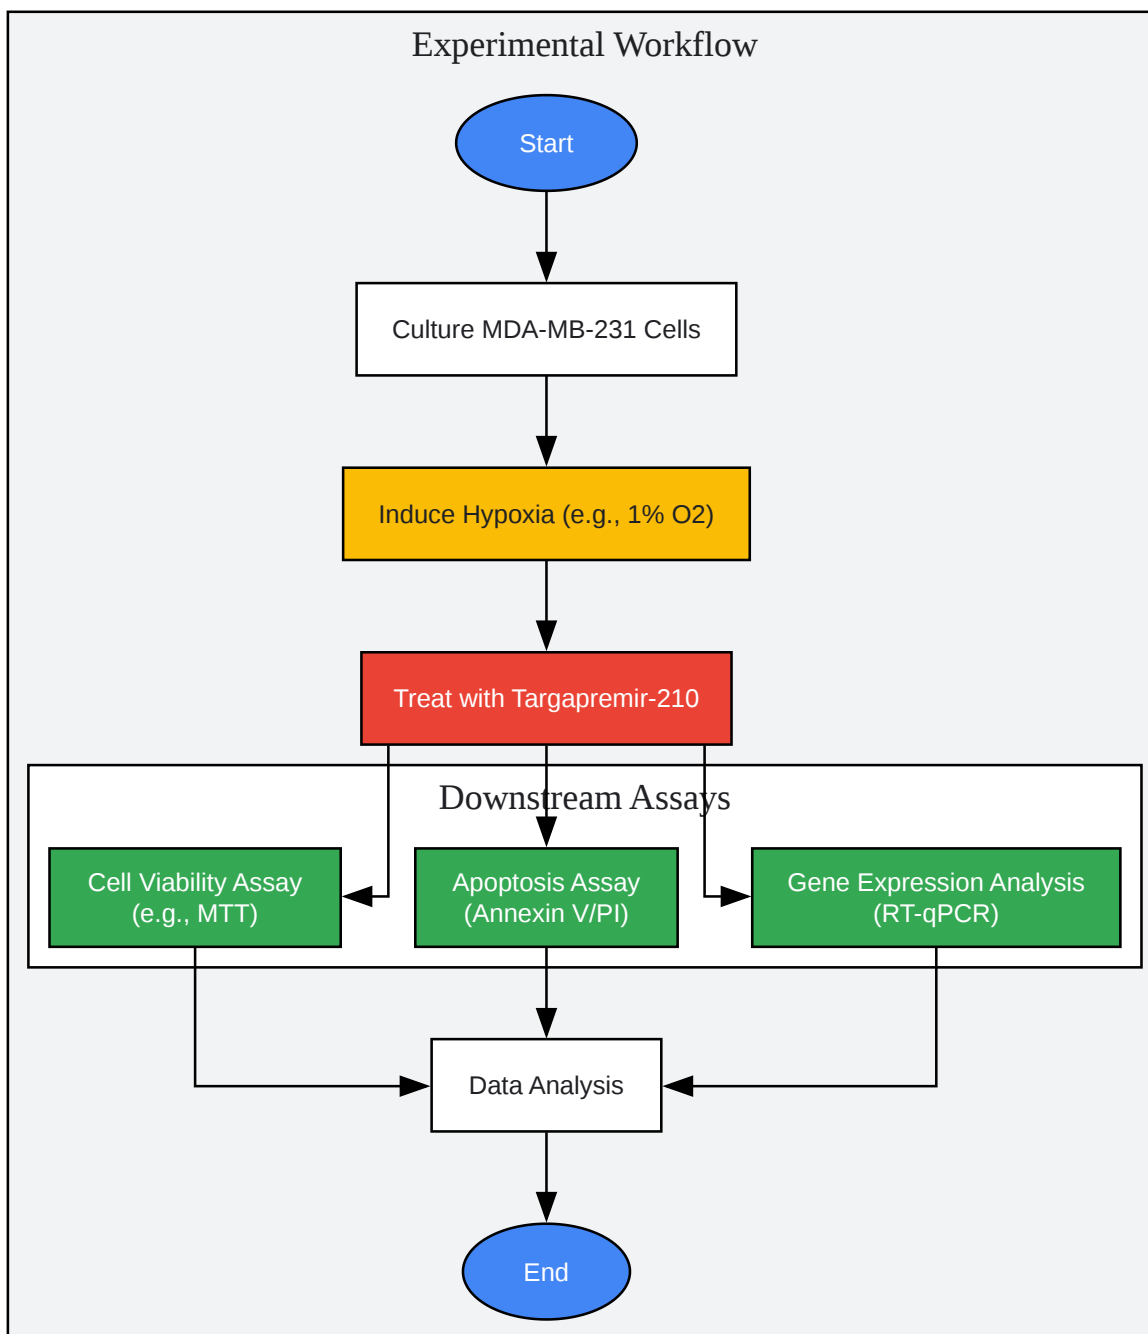 Experimental Workflow
Start
Culture MDA-MB-231 Cells
Induce Hypoxia (e.g., 1% O2)
Treat with Targapremir-210
Downstream Assays
Cell Viability Assay
(e.g., MTT)
Apoptosis Assay
(Annexin V/PI)
Gene Expression Analysis
(RT-qPCR)
Data Analysis
End